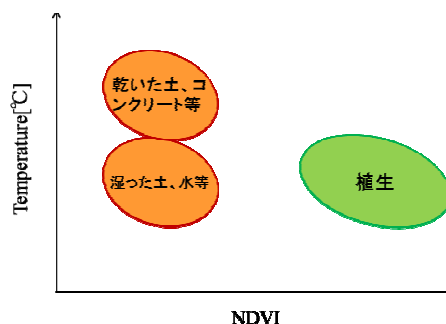 Temperature[℃]
乾いた土、コ
ンクリート等
湿った土、水等
植生
NDVI